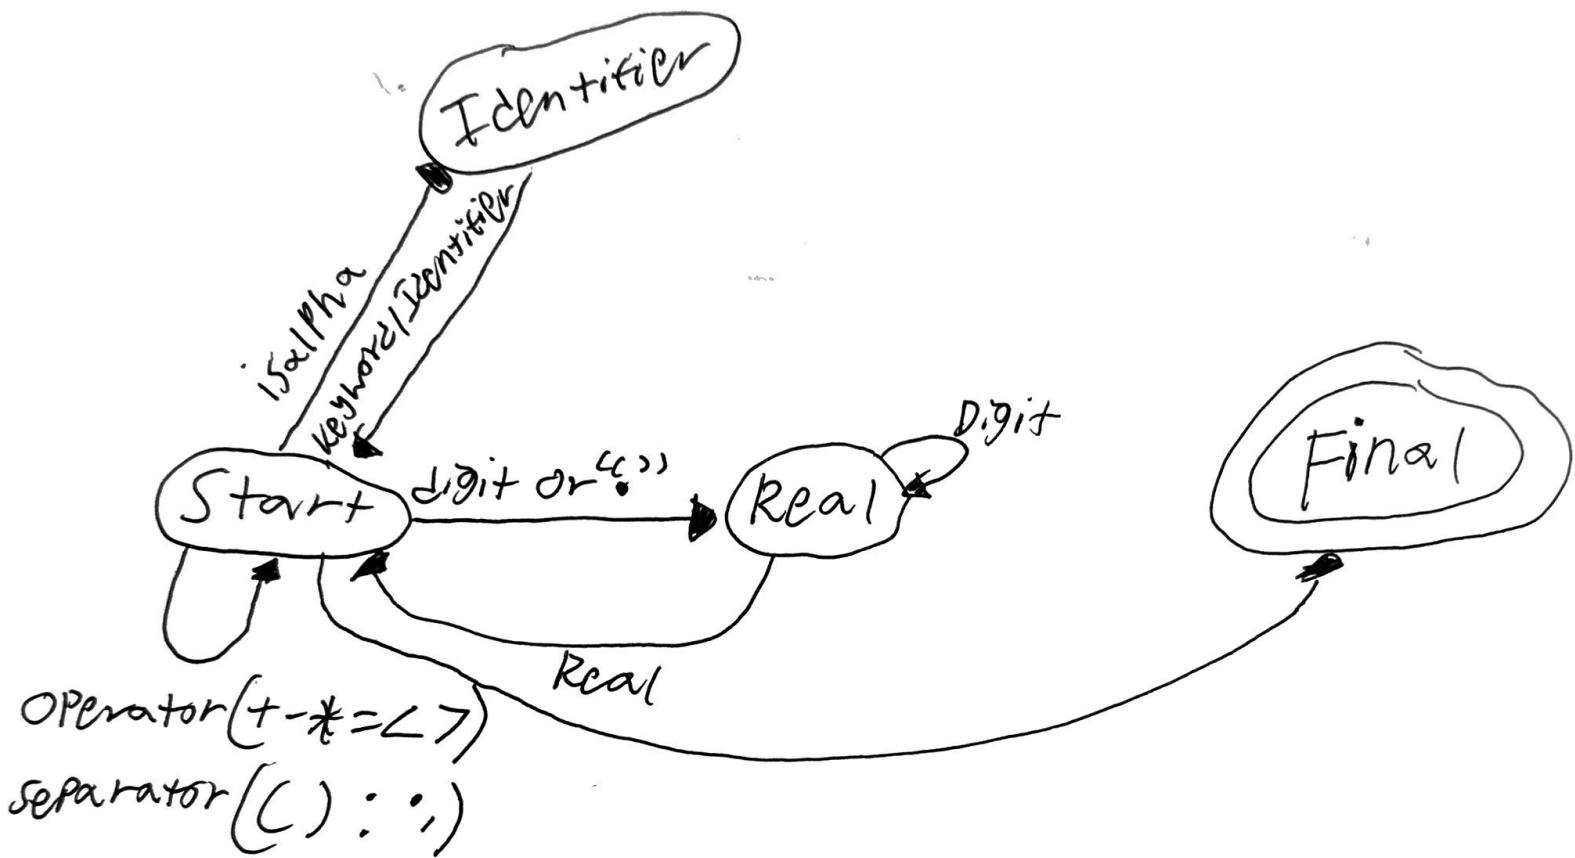 Identifier
isalpha
keyword/Identifier
Digit
Start
digit or “.”
Real
Final
Real
operator(+-*=<>)
separator(():;)